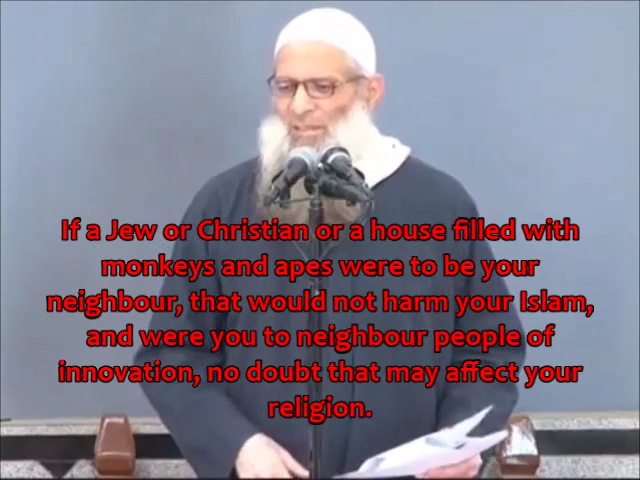 If a Jew or Christian or a house filled with
monkeys and apes were to be your
neighbour, that would not harm your Islam,
and were you to neighbour people of
innovation, no doubt that may affect your
religion.